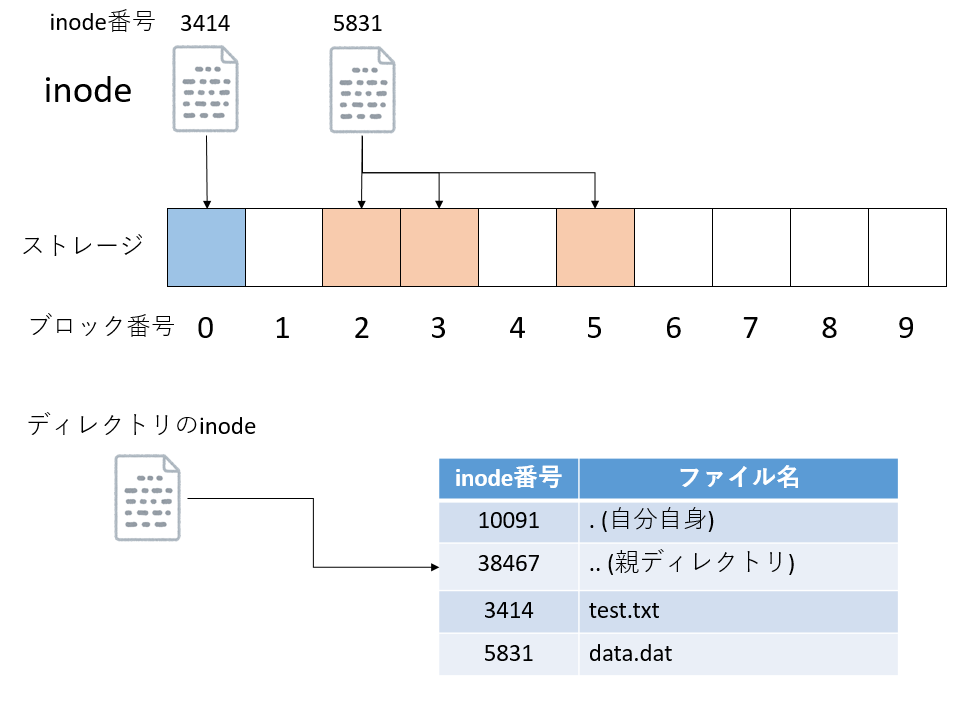 inode番号 3414 5831
inode
ストレージ
ブロック番号 0 1 2 3 4 5 6 7 8 9
ディレクトリのinode
inode番号 ファイル名
10091 . (自分自身)
38467 .. (親ディレクトリ)
3414 test.txt
5831 data.dat